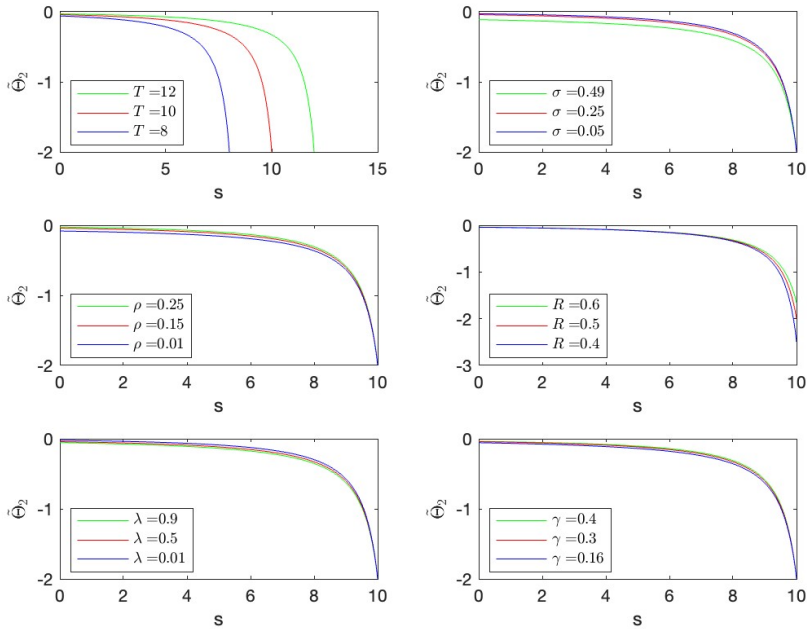 0
-1
-2
Θ̃₂
T =12
T =10
T =8
0 5 10 15
s
0
-1
-2
Θ̃₂
σ =0.49
σ =0.25
σ =0.05
0 2 4 6 8 10
s
0
-1
-2
Θ̃₂
ρ =0.25
ρ =0.15
ρ =0.01
0 2 4 6 8 10
s
0
-1
-2
-3
Θ̃₂
R =0.6
R =0.5
R =0.4
0 2 4 6 8 10
s
0
-1
-2
Θ̃₂
λ =0.9
λ =0.5
λ =0.01
0 2 4 6 8 10
s
0
-1
-2
Θ̃₂
γ =0.4
γ =0.3
γ =0.16
0 2 4 6 8 10
s